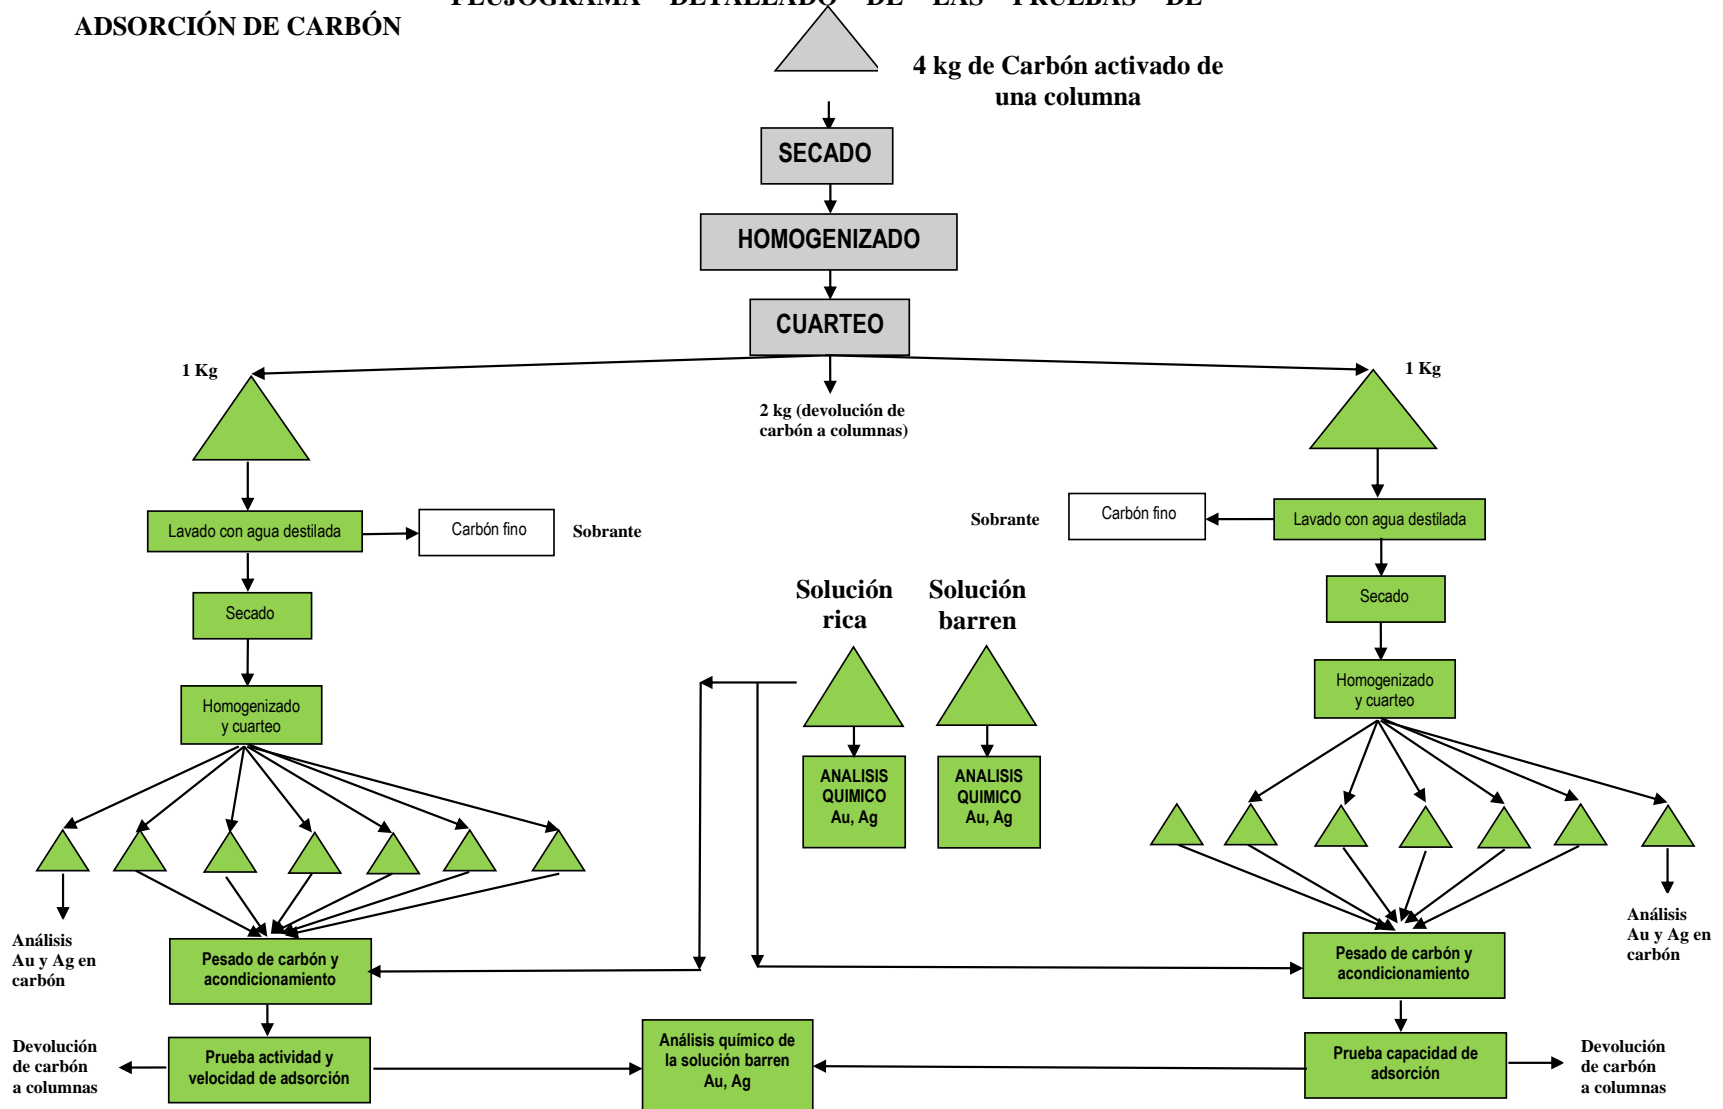 FLUJOGRAMA DETALLADO DE LAS PRUEBAS DE
ADSORCIÓN DE CARBÓN
4 kg de Carbón activado de
una columna
SECADO
HOMOGENIZADO
CUARTEO
1 Kg
1 Kg
2 kg (devolución de
carbón a columnas)
Lavado con agua destilada
Carbón fino
Sobrante
Sobrante
Carbón fino
Lavado con agua destilada
Secado
Solución
rica
Solución
barren
Secado
Homogenizado
y cuarteo
Homogenizado
y cuarteo
ANALISIS
QUIMICO
Au, Ag
ANALISIS
QUIMICO
Au, Ag
Análisis
Au y Ag en
carbón
Pesado de carbón y
acondicionamiento
Pesado de carbón y
acondicionamiento
Análisis
Au y Ag en
carbón
Devolución
de carbón
a columnas
Prueba actividad y
velocidad de adsorción
Análisis químico de
la solución barren
Au, Ag
Prueba capacidad de
adsorción
Devolución
de carbón
a columnas